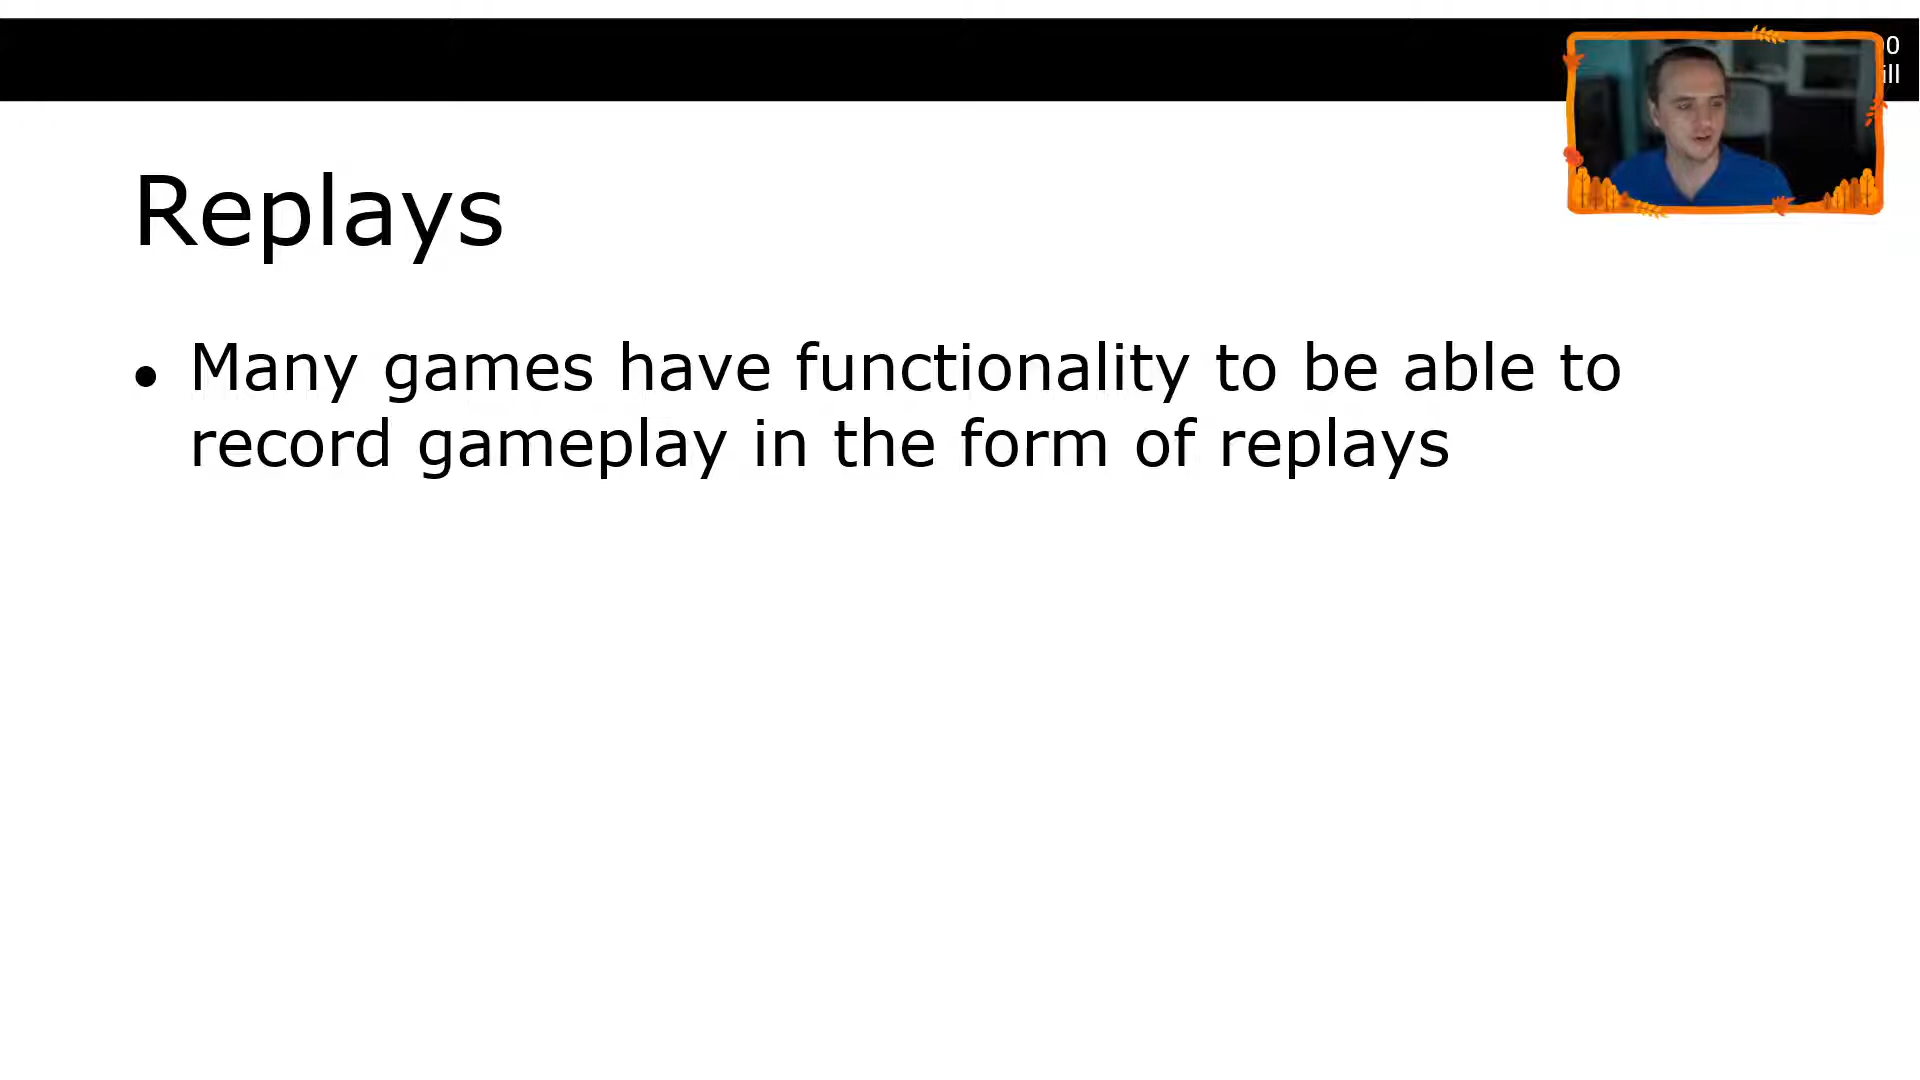 Replays
• Many games have functionality to be able to
record gameplay in the form of replays